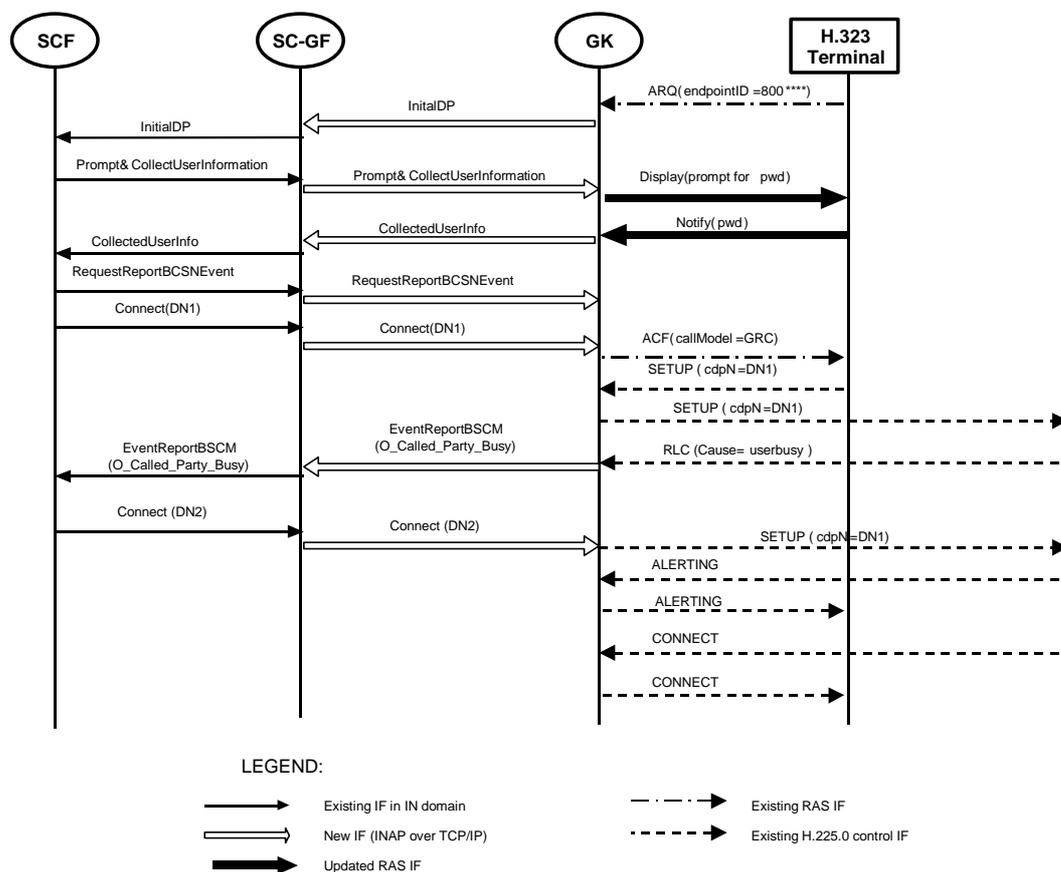 SCF
SC-GF
GK
H.323
Terminal
ARQ(endpointID =800 ****)
InitalDP
InitialDP
Prompt& CollectUserInformation
Prompt& CollectUserInformation
Display(prompt for pwd)
Notify( pwd)
CollectedUserInfo
CollectedUserInfo
RequestReportBCSNEvent
RequestReportBCSNEvent
Connect(DN1)
Connect(DN1)
ACF(callModel =GRC)
SETUP ( cdpN =DN1)
SETUP ( cdpN =DN1)
EventReportBSCM
(O_Called_Party_Busy)
EventReportBSCM
(O_Called_Party_Busy)
RLC (Cause= userbusy )
Connect (DN2)
Connect (DN2)
SETUP ( cdpN=DN1)
ALERTING
ALERTING
CONNECT
CONNECT
LEGEND:
Existing IF in IN domain
Existing RAS IF
New IF (INAP over TCP/IP)
Existing H.225.0 control IF
Updated RAS IF